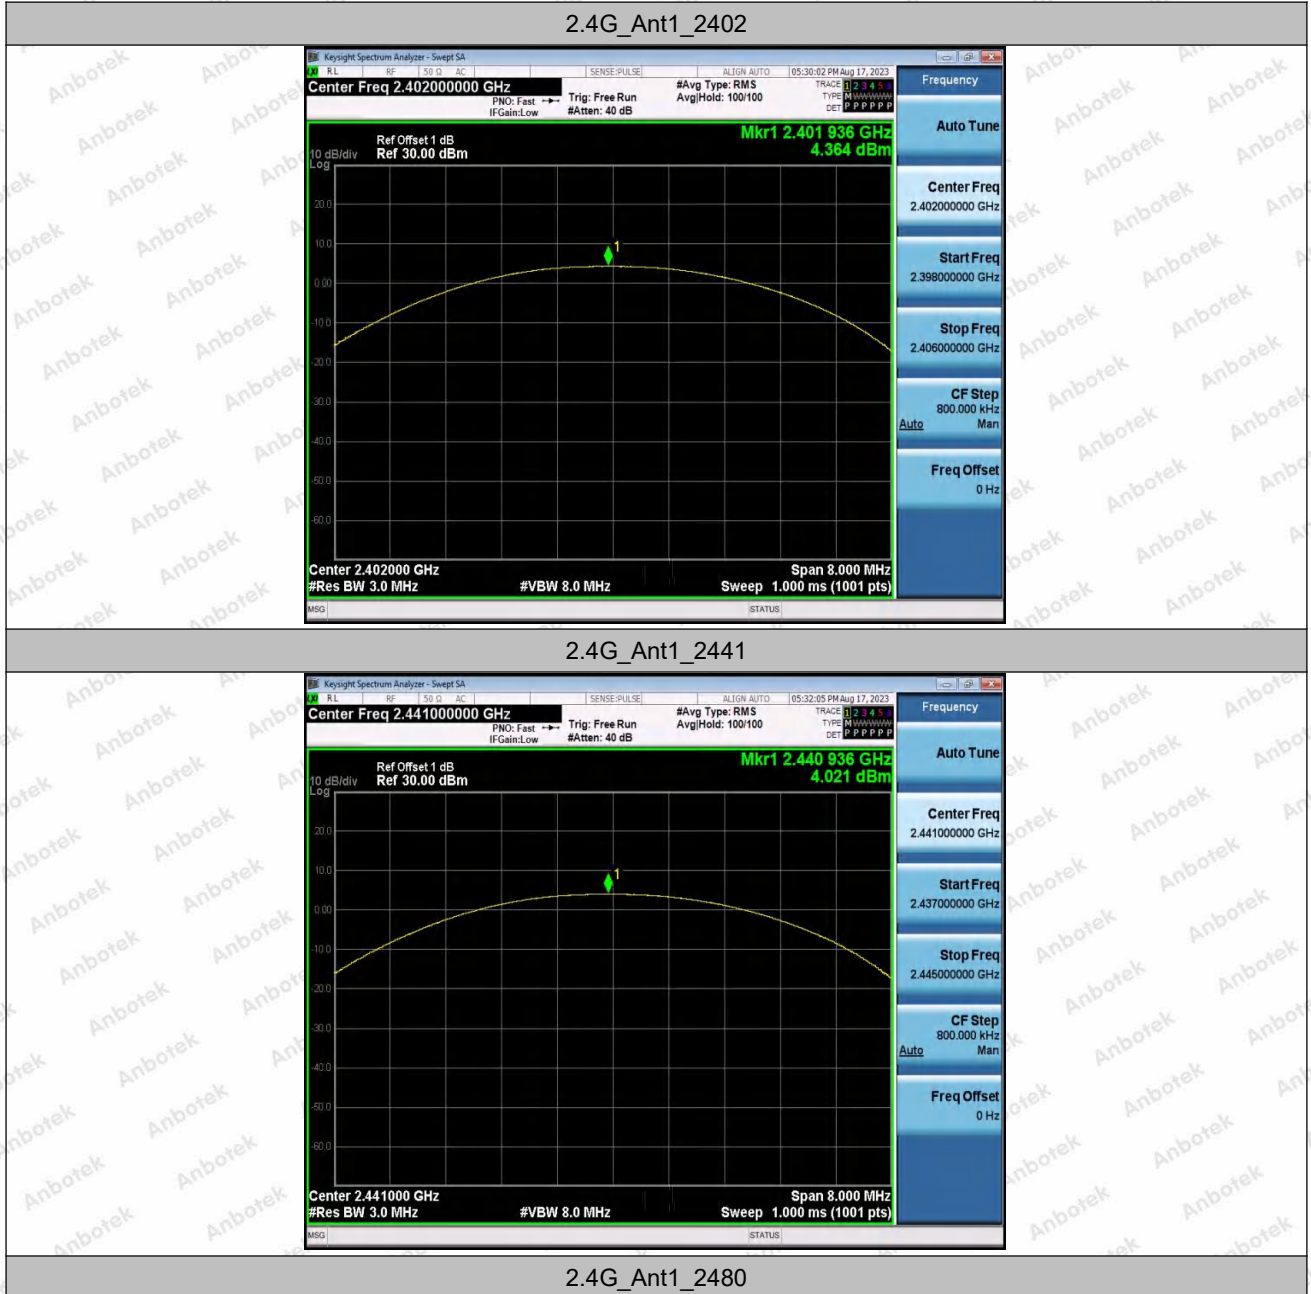 2.4G_Ant1_2402
Keysight Spectrum Analyzer - Swept SA
RL RF 50 Ω AC SENSE:PULSE ALIGN AUTO 05:30:02 PM Aug 17, 2023
Center Freq 2.402000000 GHz
PNO: Fast
IFGain:Low
Trig: Free Run
#Atten: 40 dB
#Avg Type: RMS
Avg|Hold: 100/100
TRACE 1 2 3 4 5
TYPE M
DET P P P P P P
Frequency
Auto Tune
Ref Offset 1 dB
10 dB/div Ref 30.00 dBm
Log
Mkr1 2.401 936 GHz
4.364 dBm
20.0
10.0
0.00
-10.0
-20.0
-30.0
-40.0
-50.0
-60.0
1
Center Freq
2.402000000 GHz
Start Freq
2.398000000 GHz
Stop Freq
2.406000000 GHz
CF Step
800.000 kHz
Auto Man
Freq Offset
0 Hz
Center 2.402000 GHz Span 8.000 MHz
#Res BW 3.0 MHz #VBW 8.0 MHz Sweep 1.000 ms (1001 pts)
MSG STATUS
2.4G_Ant1_2441
Keysight Spectrum Analyzer - Swept SA
RL RF 50 Ω AC SENSE:PULSE ALIGN AUTO 05:32:05 PM Aug 17, 2023
Center Freq 2.441000000 GHz
PNO: Fast
IFGain:Low
Trig: Free Run
#Atten: 40 dB
#Avg Type: RMS
Avg|Hold: 100/100
TRACE 1 2 3 4 5
TYPE M
DET P P P P P P
Frequency
Auto Tune
Ref Offset 1 dB
10 dB/div Ref 30.00 dBm
Log
Mkr1 2.440 936 GHz
4.021 dBm
20.0
10.0
0.00
-10.0
-20.0
-30.0
-40.0
-50.0
-60.0
1
Center Freq
2.441000000 GHz
Start Freq
2.437000000 GHz
Stop Freq
2.445000000 GHz
CF Step
800.000 kHz
Auto Man
Freq Offset
0 Hz
Center 2.441000 GHz Span 8.000 MHz
#Res BW 3.0 MHz #VBW 8.0 MHz Sweep 1.000 ms (1001 pts)
MSG STATUS
2.4G_Ant1_2480